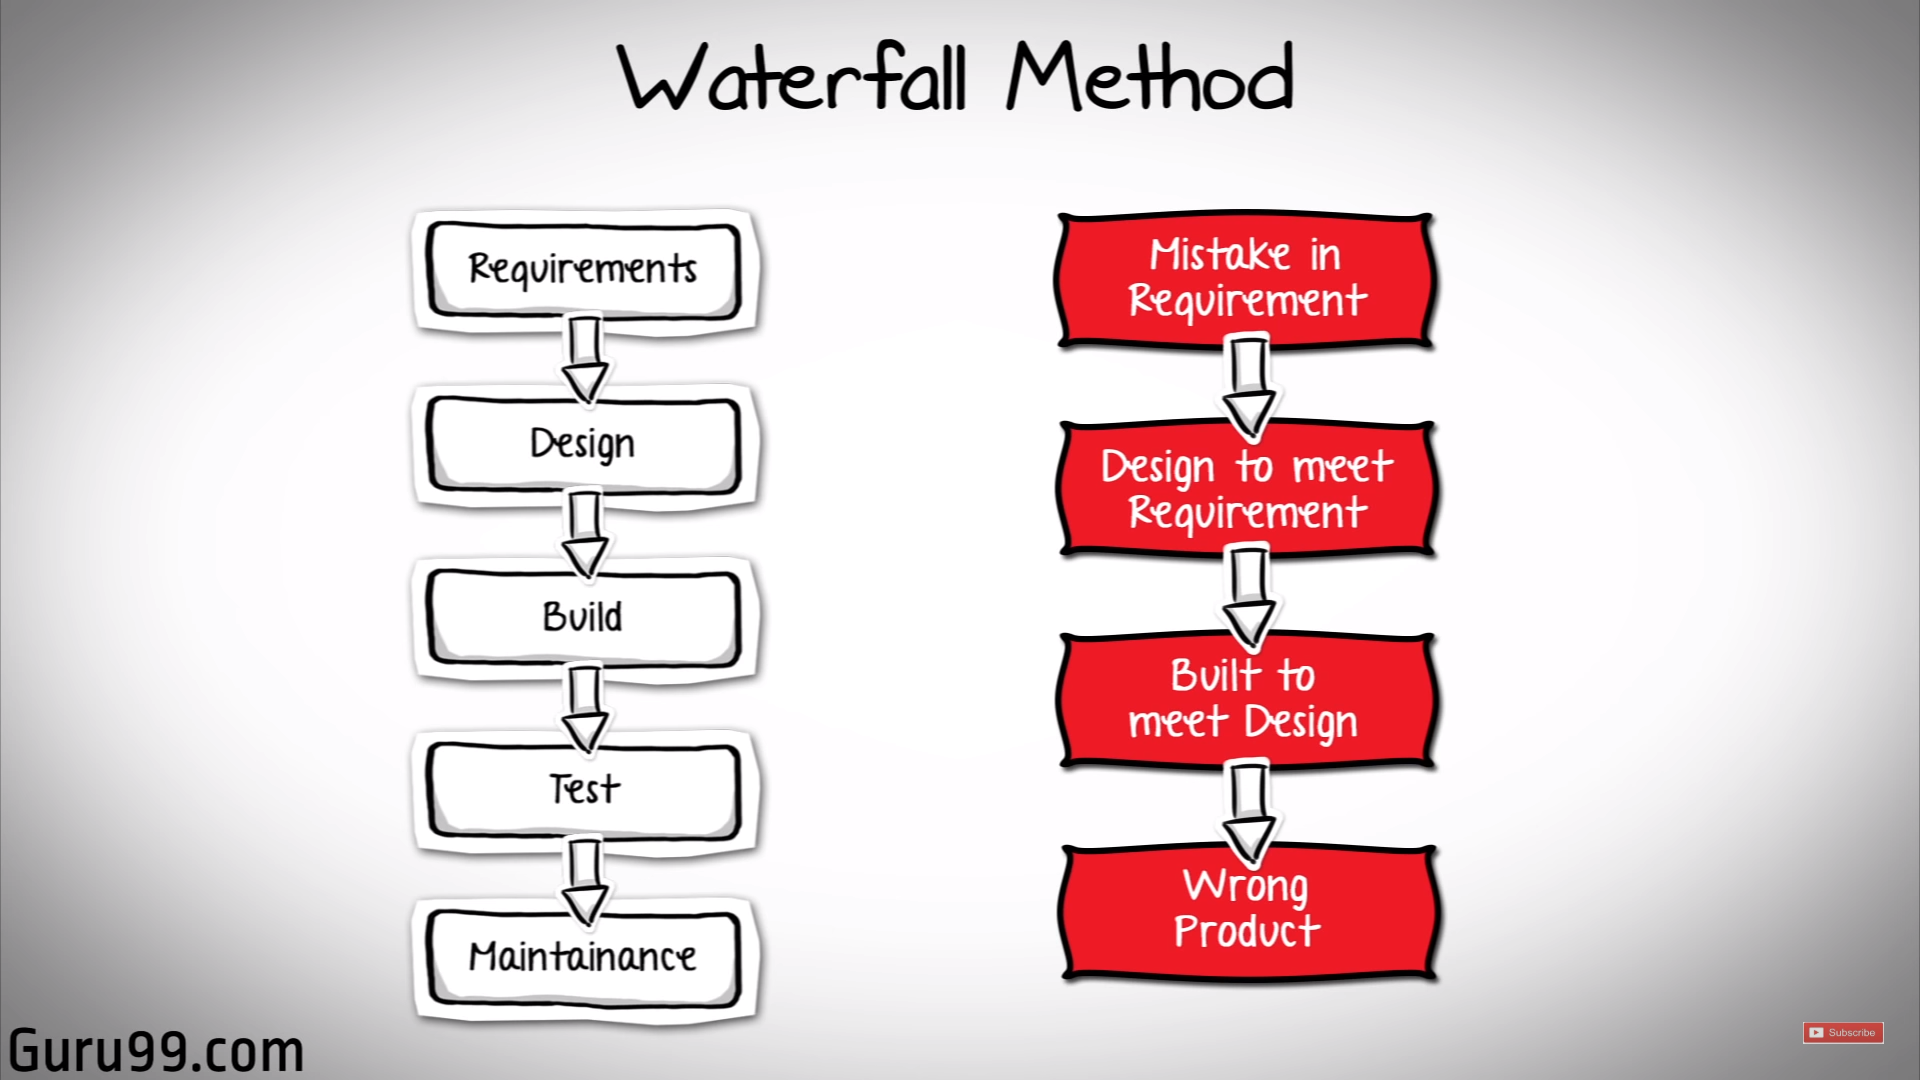 Waterfall Method
Requirements
Design
Build
Test
Maintainance
Mistake in
Requirement
Design to meet
Requirement
Built to
meet Design
Wrong
Product
Guru99.com
Subscribe